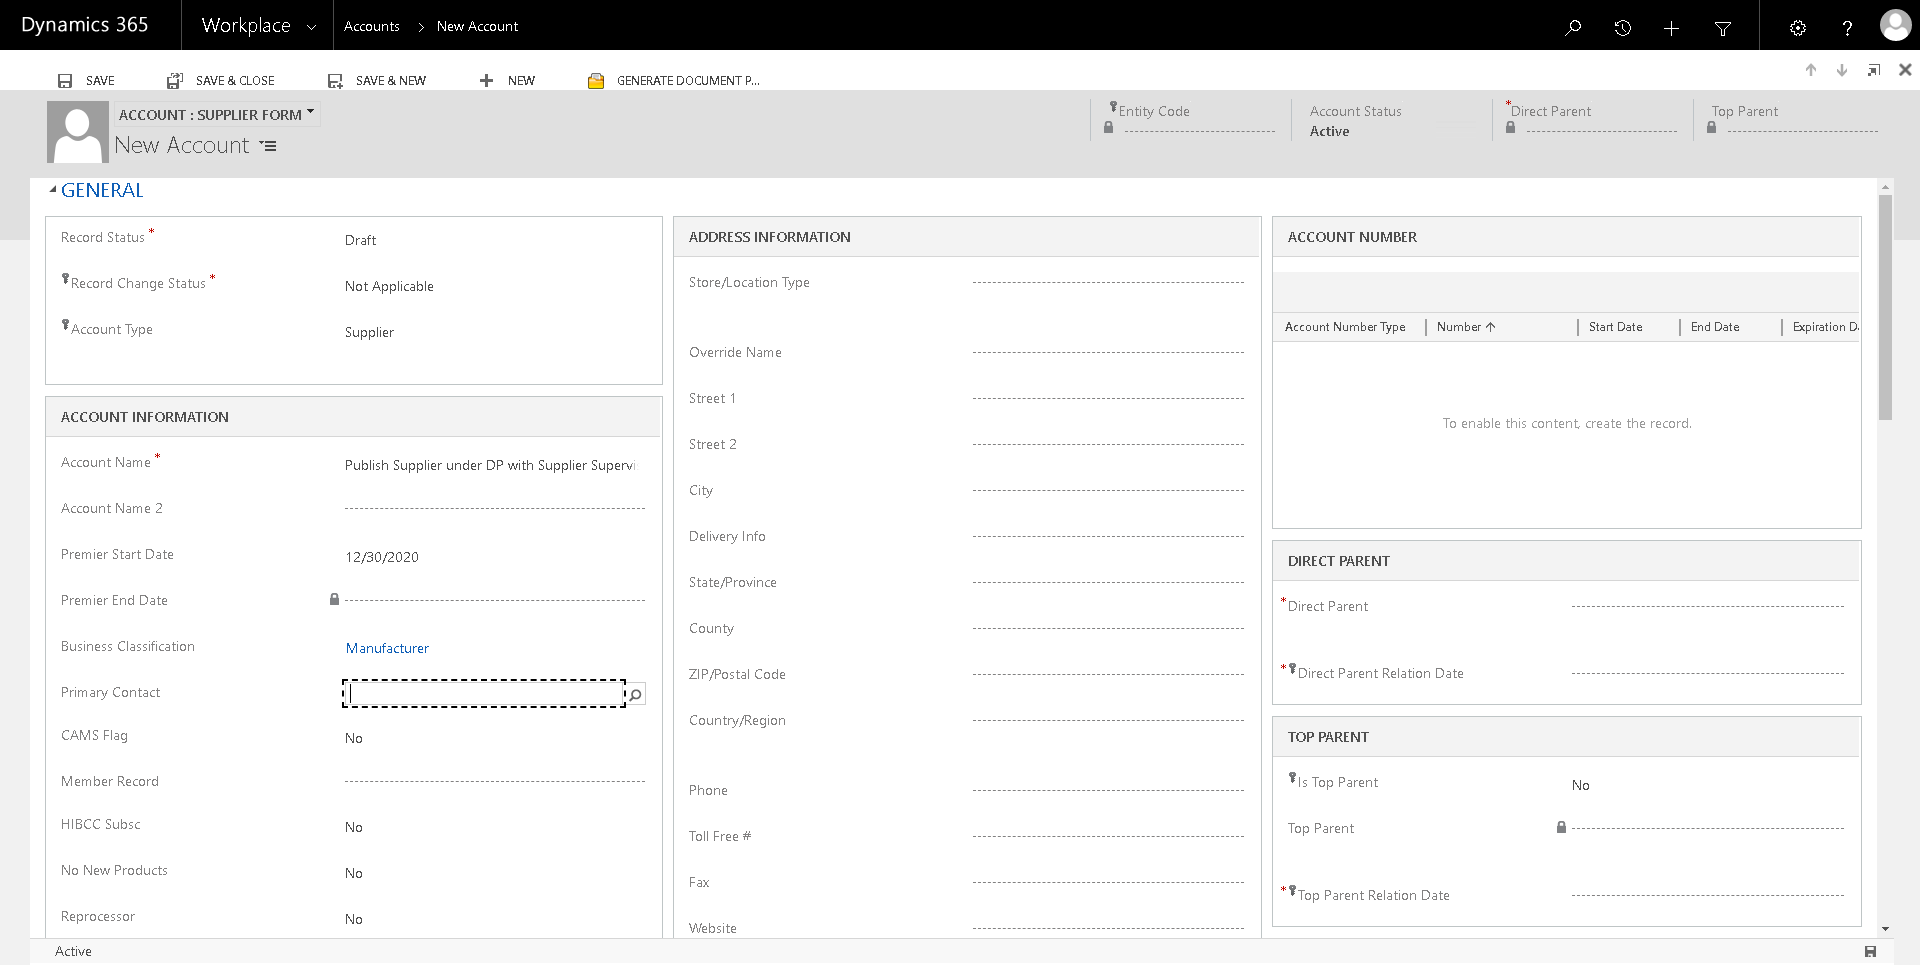 Dynamics 365
Workplace
Accounts > New Account
?
SAVE
SAVE & CLOSE
SAVE & NEW
NEW
GENERATE DOCUMENT P...
ACCOUNT : SUPPLIER FORM
New Account
Entity Code
Account Status
Active
*Direct Parent
Top Parent
GENERAL
Record Status *
Draft
Record Change Status *
Not Applicable
Account Type
Supplier
ACCOUNT INFORMATION
Account Name *
Publish Supplier under DP with Supplier Supervi
Account Name 2
Premier Start Date
12/30/2020
Premier End Date
Business Classification
Manufacturer
Primary Contact
CAMS Flag
No
Member Record
HIBCC Subsc
No
No New Products
No
Reprocessor
No
ADDRESS INFORMATION
Store/Location Type
Override Name
Street 1
Street 2
City
Delivery Info
State/Province
County
ZIP/Postal Code
Country/Region
Phone
Toll Free #
Fax
Website
ACCOUNT NUMBER
Account Number Type
Number
Start Date
End Date
Expiration D
To enable this content, create the record.
DIRECT PARENT
*Direct Parent
*Direct Parent Relation Date
TOP PARENT
Is Top Parent
No
Top Parent
*Top Parent Relation Date
Active